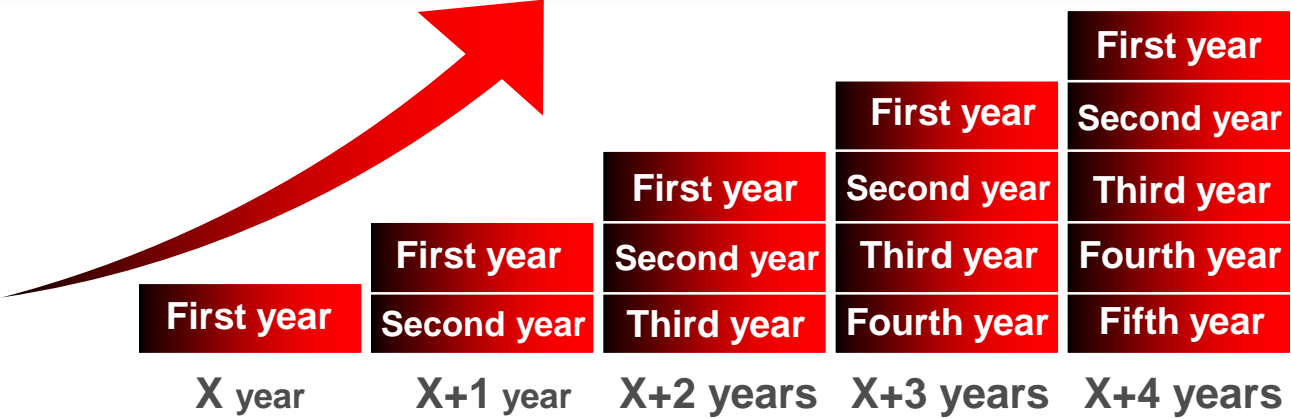 First year
First year
Second year
First year
Second year
Third year
First year
Second year
Third year
Fourth year
First year
Second year
Third year
Fourth year
Fifth year
X year
X+1 year
X+2 years
X+3 years
X+4 years